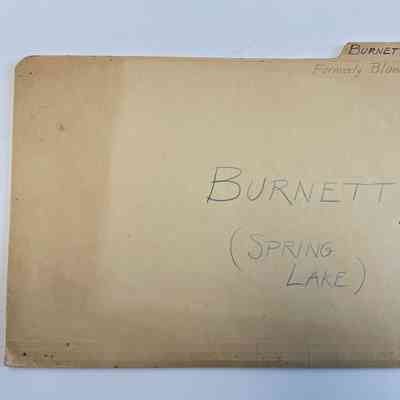 BURNETT
Formerly
BURNETT
(SPRING
LAKE)